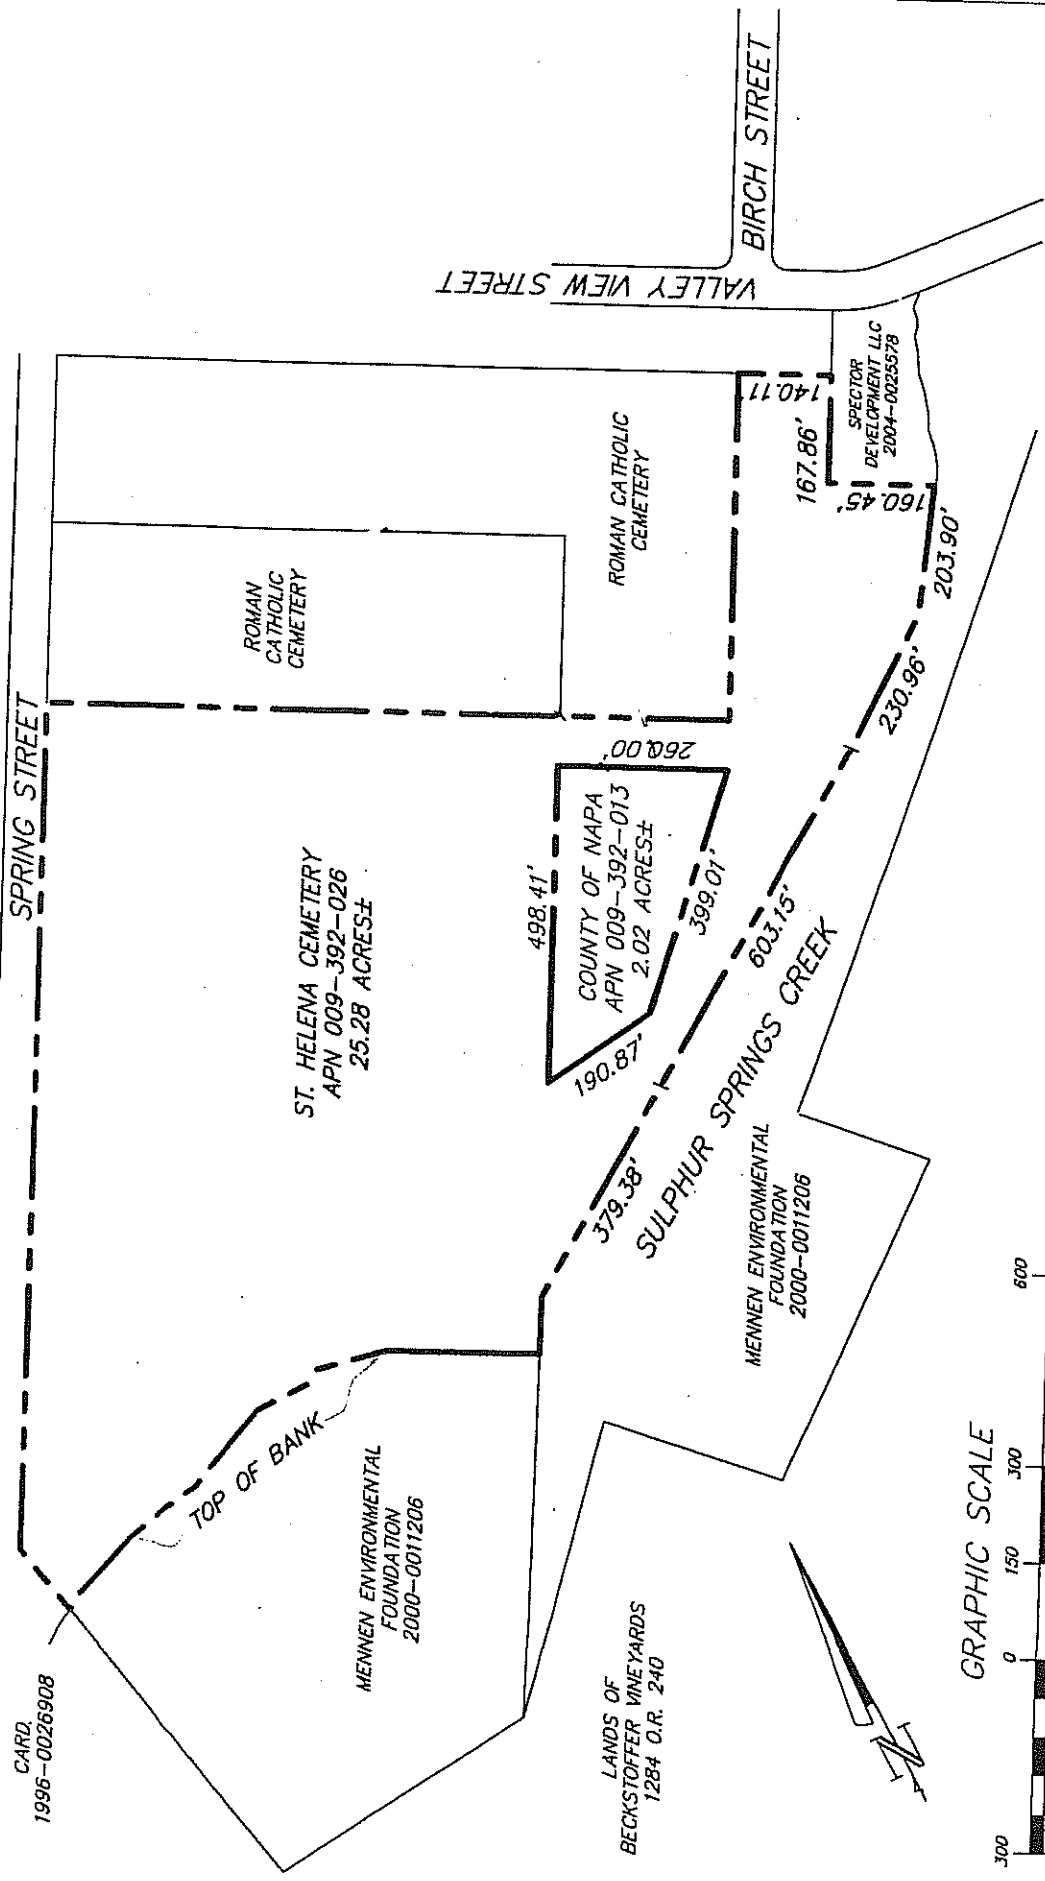 SPRING STREET
CARD.
1996-0026908
ST. HELENA CEMETERY
APN 009-392-026
25.28 ACRES±
ROMAN
CATHOLIC
CEMETERY
ROMAN CATHOLIC
CEMETERY
VALLEY VIEW STREET
BIRCH STREET
TOP OF BANK
MENNEN ENVIRONMENTAL
FOUNDATION
2000-0011206
498.41'
260.00'
COUNTY OF NAPA
APN 009-392-013
2.02 ACRES±
190.87'
399.01'
140.11'
167.86'
160.45'
SPECTOR
DEVELOPMENT LLC
2004-0025578
203.90'
230.96'
603.15'
379.38'
SULPHUR SPRINGS CREEK
MENNEN ENVIRONMENTAL
FOUNDATION
2000-0011206
LANDS OF
BECKSTOFFER VINEYARDS
1284 O.R. 240
N
GRAPHIC SCALE
300 0 150 300 600